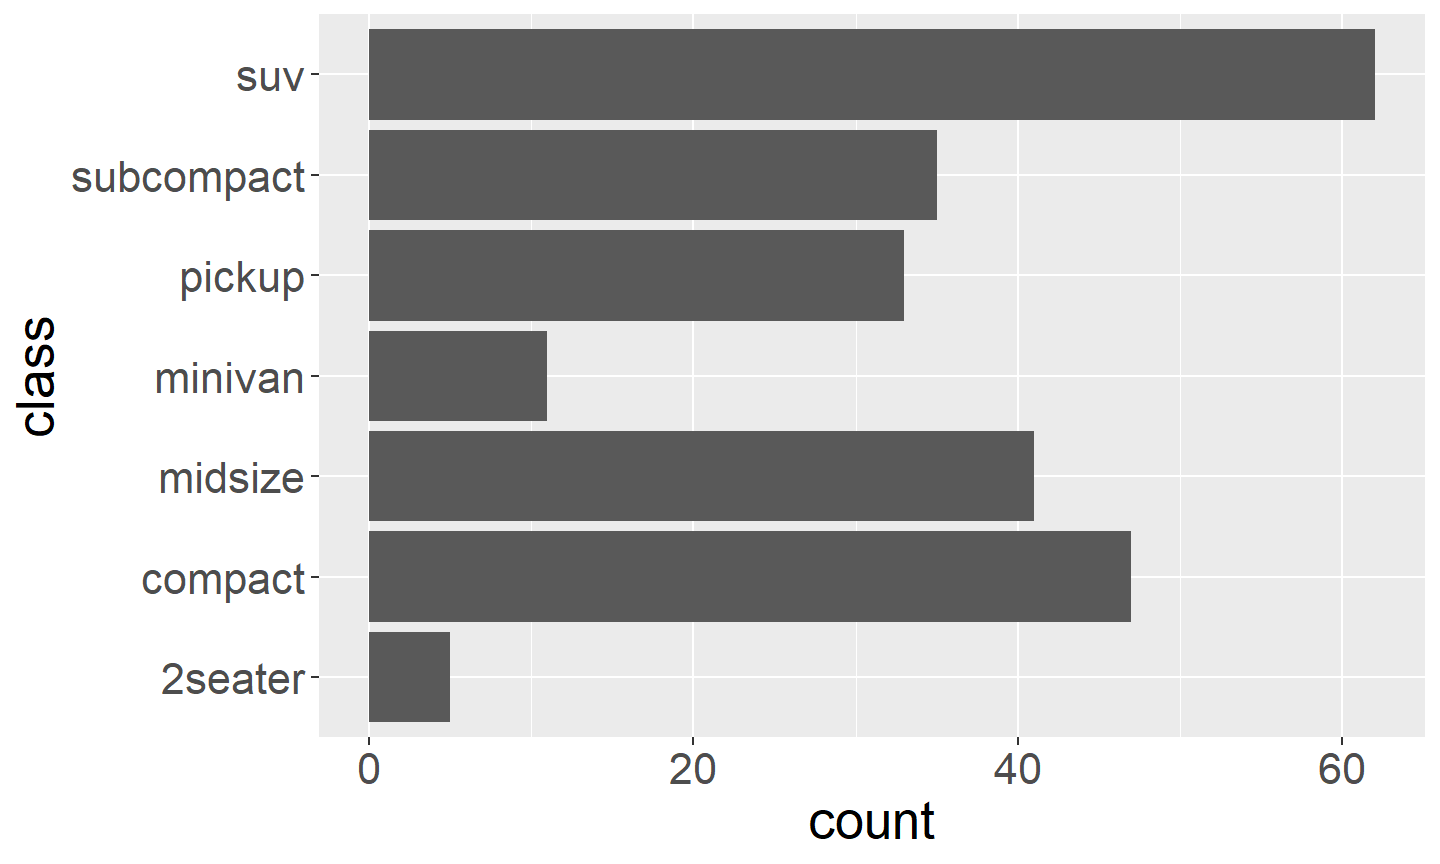 suv
subcompact
pickup
minivan
midsize
compact
2seater
class
0 20 40 60
count